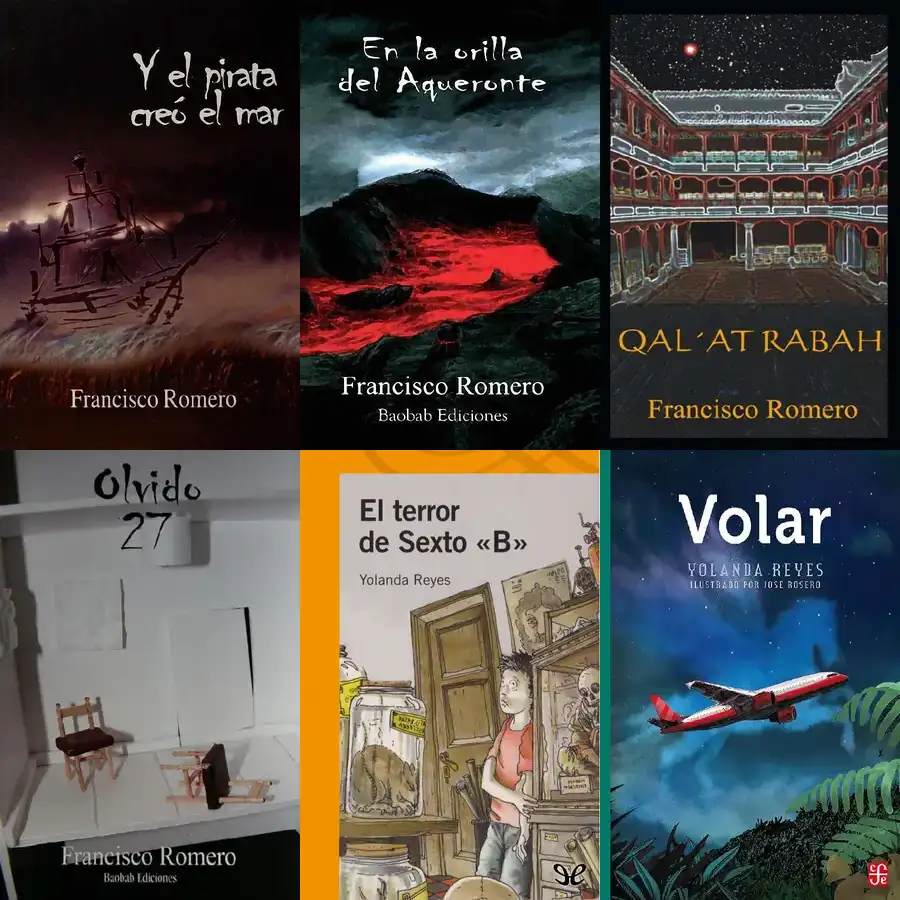 Y el pirata
creó el mar
Francisco Romero
En la orilla
del Aqueronte
Francisco Romero
Baobab Ediciones
QAL´AT RABAH
Francisco Romero
Olvido
27
Francisco Romero
Baobab Ediciones
El terror
de Sexto «B»
Yolanda Reyes
Volar
YOLANDA REYES
ILUSTRADO POR JOSÉ ROSERO